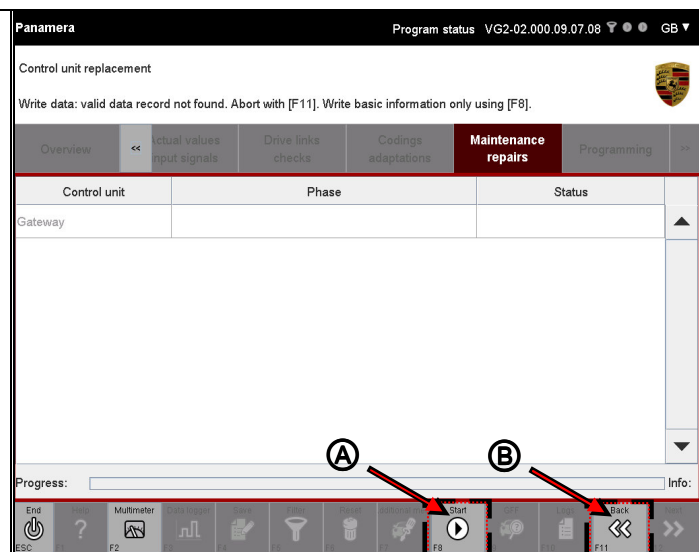 Panamera
Program status VG2-02.000.09.07.08 GB ▼
Control unit replacement
Write data: valid data record not found. Abort with [F11]. Write basic information only using [F8].
Overview << Actual values input signals Drive links checks Codings adaptations Maintenance repairs Programming >>
Control unit Phase Status
Gateway
A B
Progress: Info:
End Help Multimeter Data logger Save Filter Reset Start GFF Logs Back Next
ESC F1 F2 F3 F4 F5 F6 F8 F10 F11